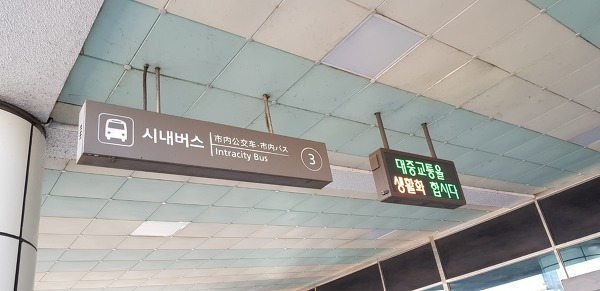 시내버스
市内公交车·市内バス
Intracity Bus
3
대중교통을
생활화 합시다